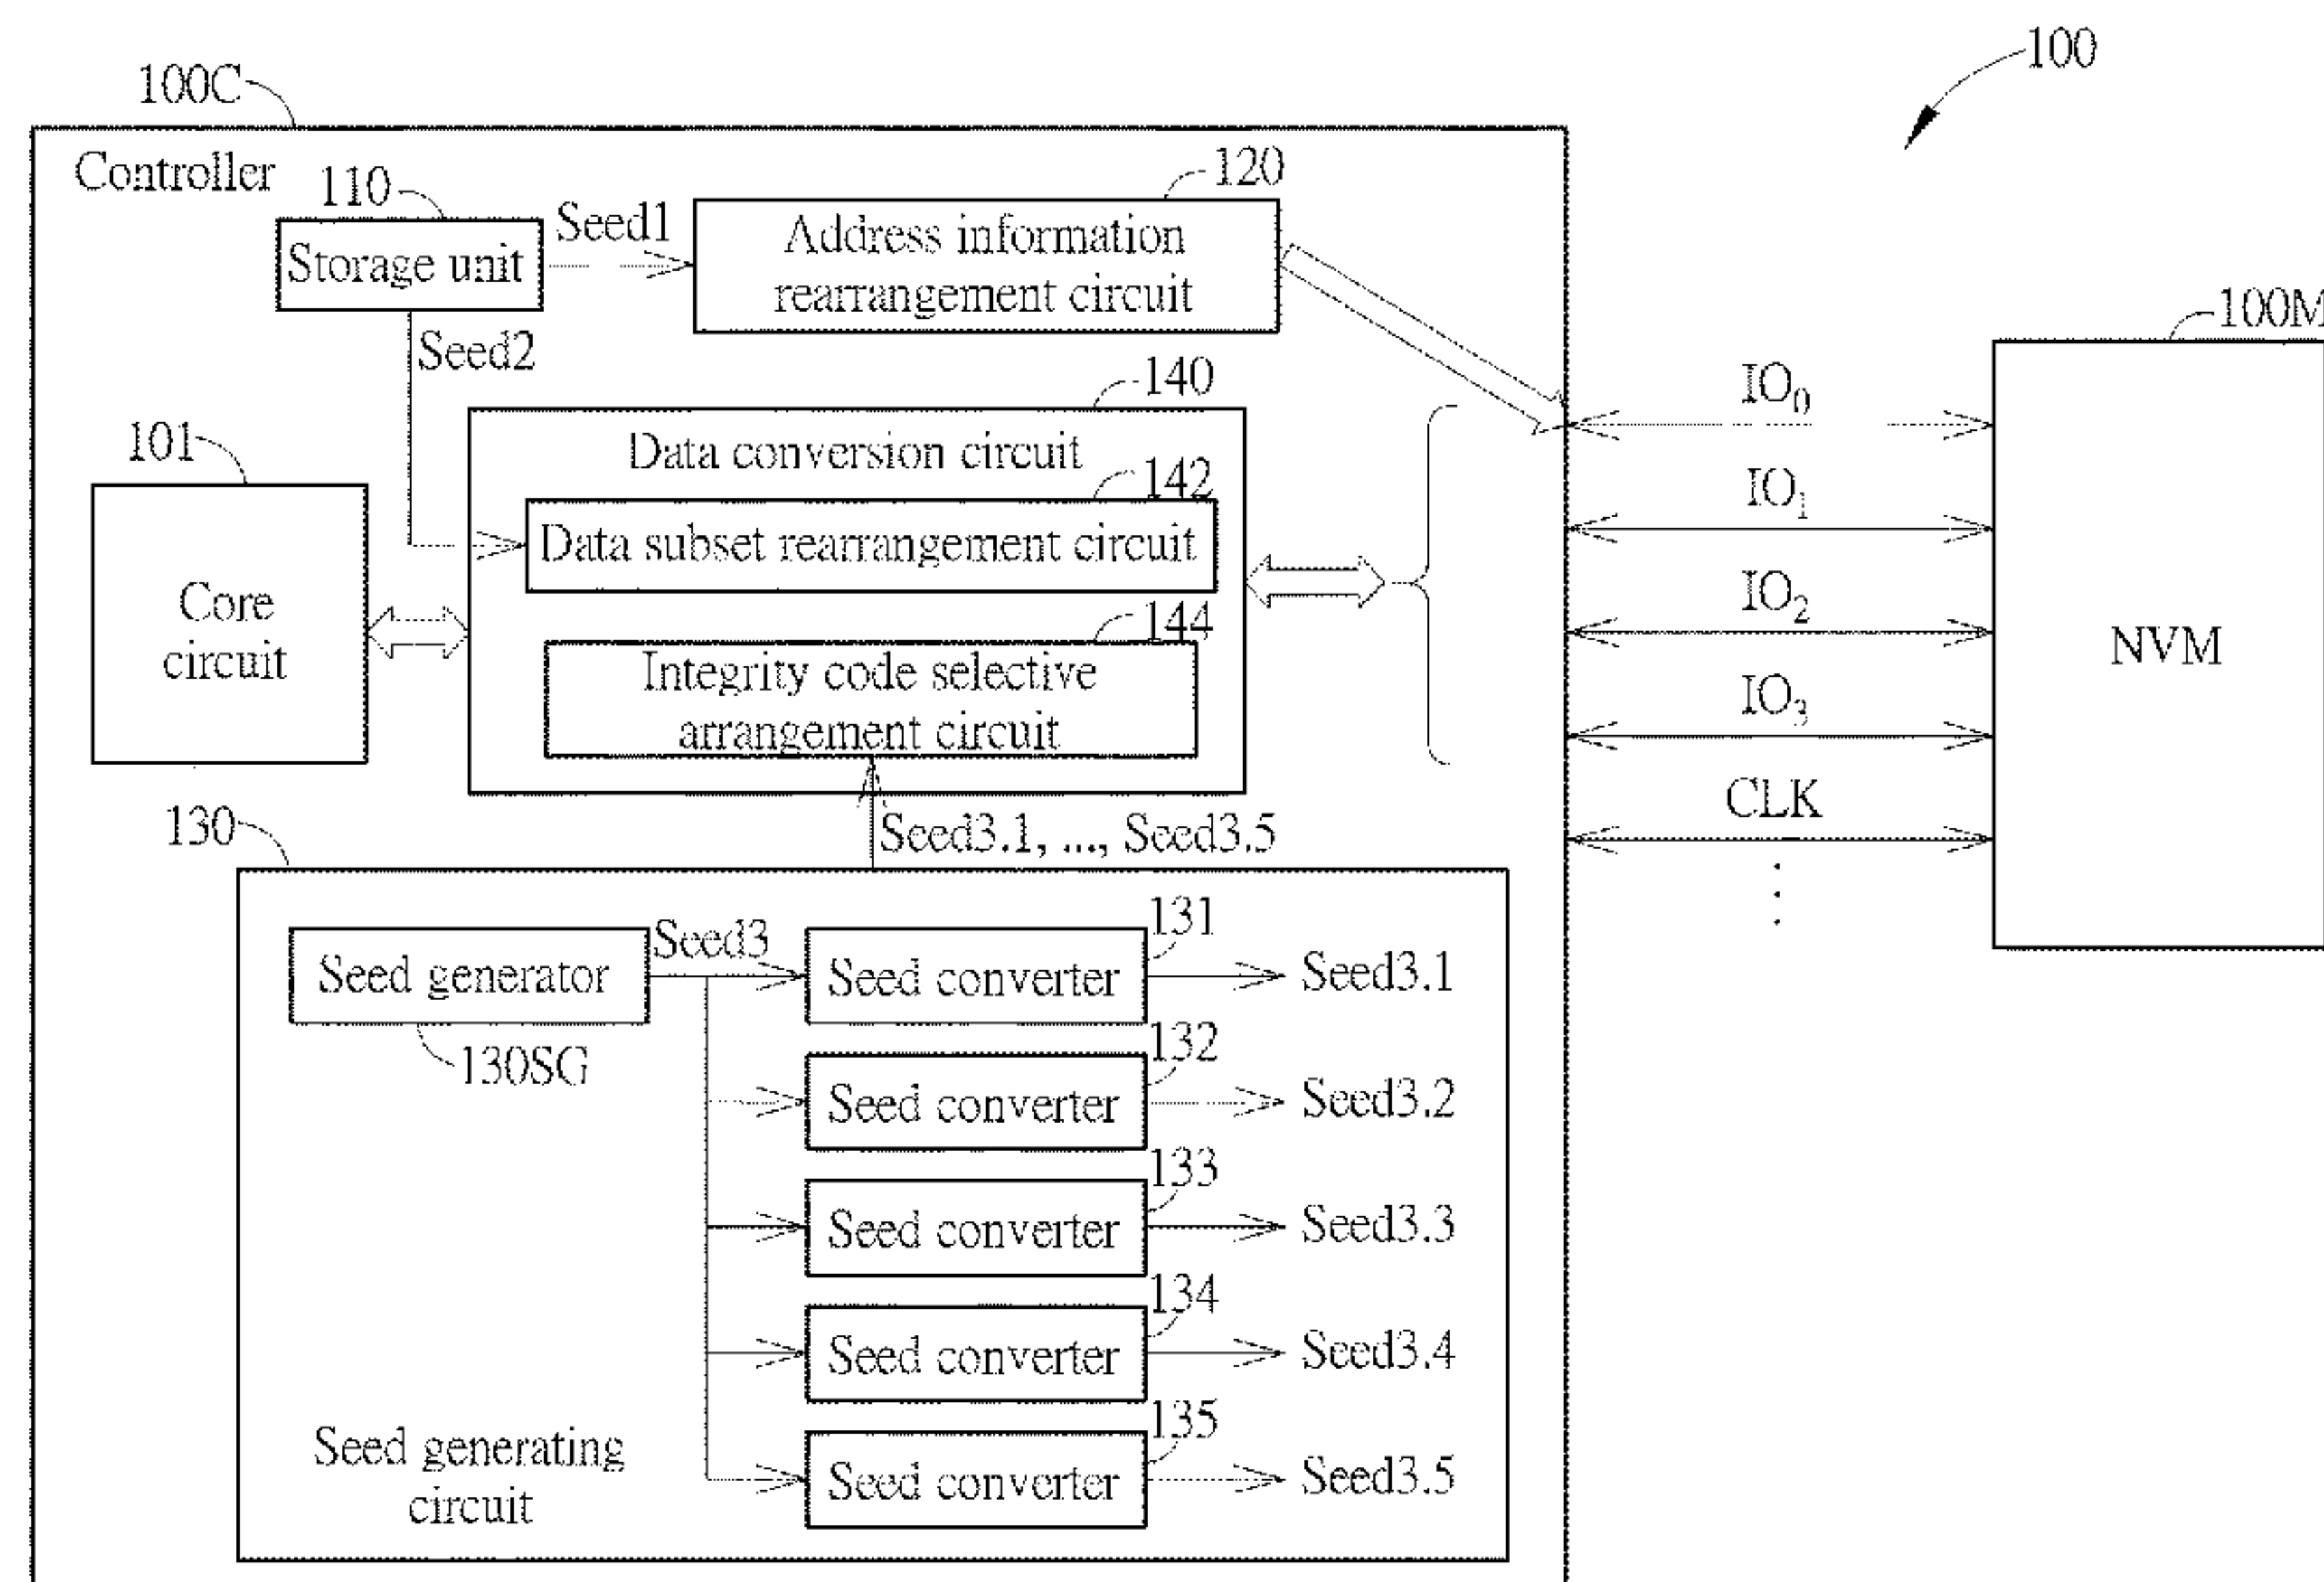 100
100C
Controller
110
120
Storage unit
Seed1
Address information
rearrangement circuit
Seed2
100M
140
IO0
101
Data conversion circuit
142
IO1
Data subset rearrangement circuit
Core
circuit
144
IO2
NVM
Integrity code selective
arrangement circuit
IO3
CLK
130
Seed3.1, ..., Seed3.5
131
Seed generator
Seed3
Seed converter
Seed3.1
130SG
132
Seed converter
Seed3.2
133
Seed converter
Seed3.3
134
Seed converter
Seed3.4
135
Seed generating
circuit
Seed converter
Seed3.5